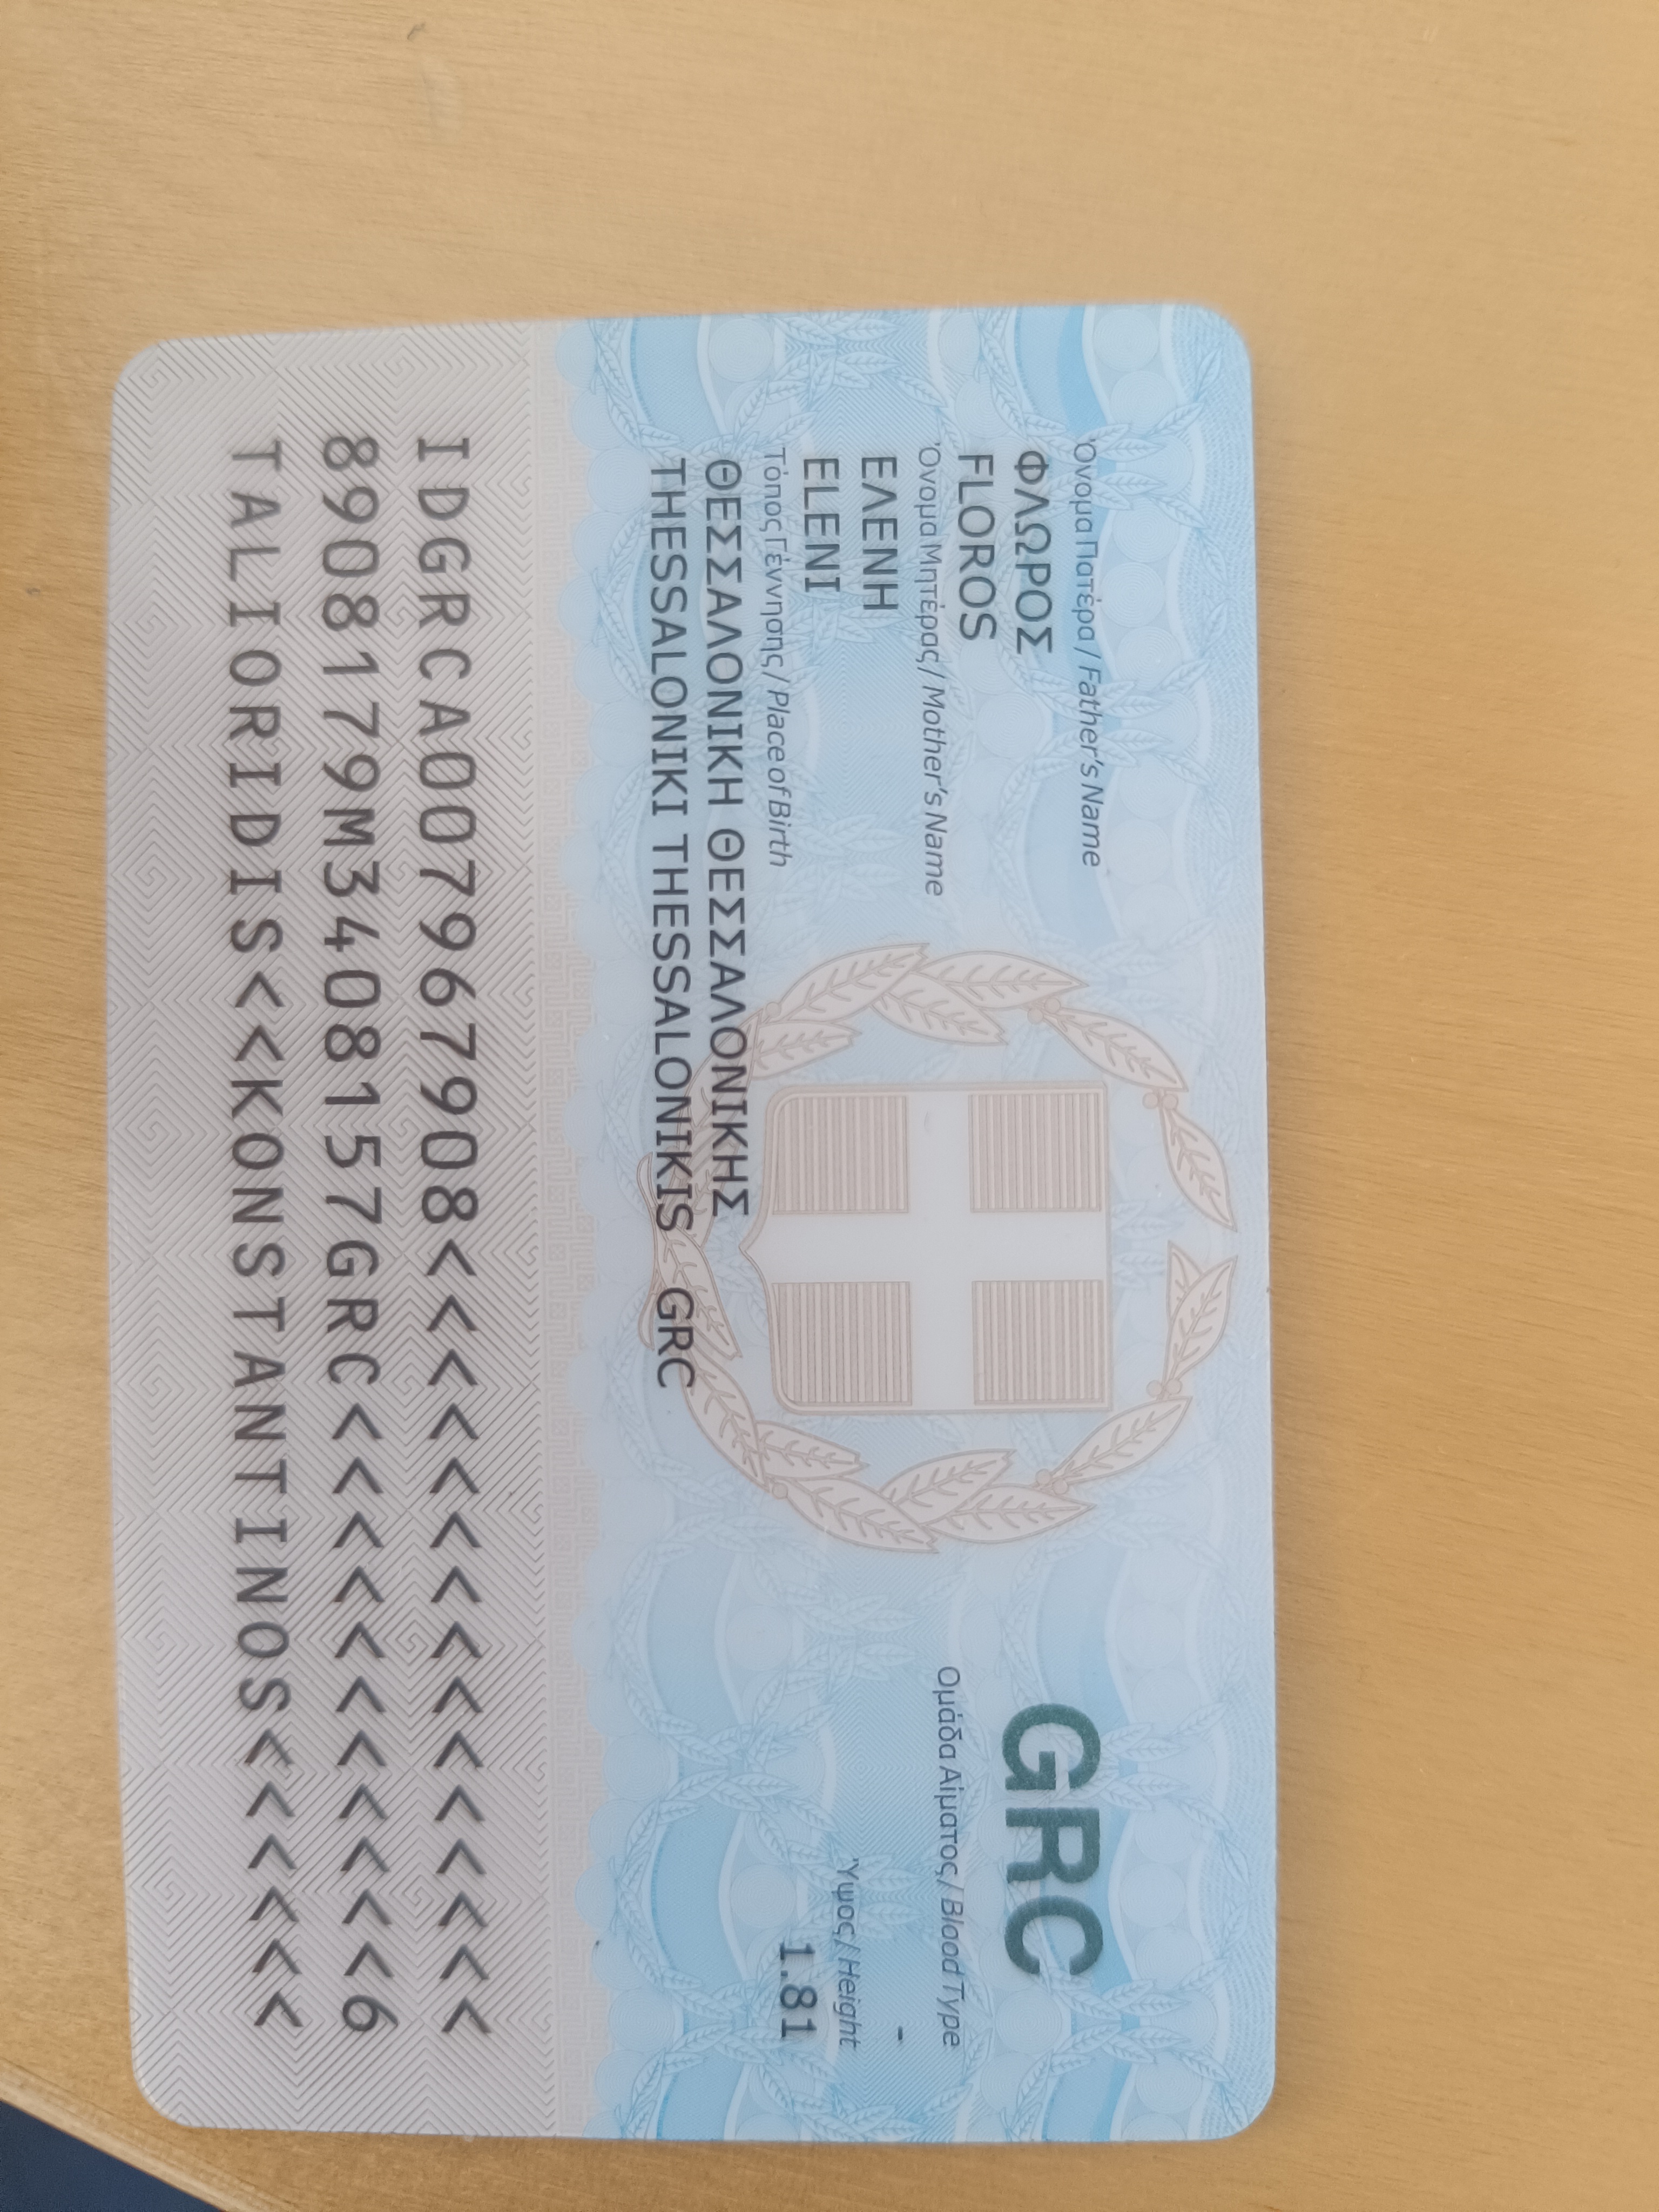 Όνομα Πατέρα / Father's Name
ΦΛΩΡΟΣ
FLOROS
GRC
Όνομα Μητέρας / Mother's Name
ΕΛΕΝΗ
ELENI
Ομάδα Αίματος / Blood Type
-
Τόπος Γέννησης / Place of Birth
ΘΕΣΣΑΛΟΝΙΚΗ ΘΕΣΣΑΛΟΝΙΚΗΣ
THESSALONIKI THESSALONIKIS GRC
Ύψος / Height
1.81
IDGRCA007967908<<<<<<<<<<<<<<<
8908179M3408157GRC<<<<<<<<<<<6
TALIORIDIS<<KONSTANTINOS<<<<<<